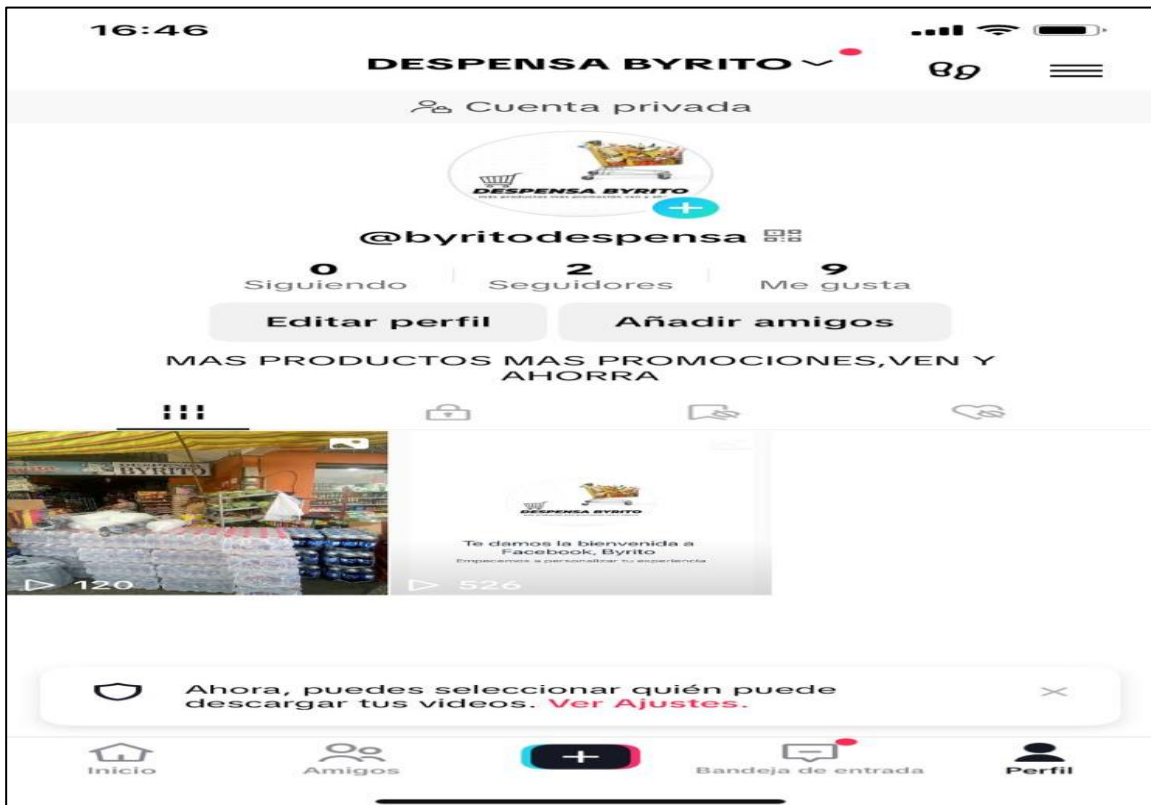 16:46
DESPENSA BYRITO
Cuenta privada
DESPENSA BYRITO
@byritodespensa
0 2 9
Siguiendo Seguidores Me gusta
Editar perfil Añadir amigos
MAS PRODUCTOS MAS PROMOCIONES,VEN Y
AHORRA
BYRITO
DESPENSA BYRITO
Te damos la bienvenida a
Facebook, Byrito
Empecemos a personalizar tu experiencia
120 526
Ahora, puedes seleccionar quién puede
descargar tus videos. Ver Ajustes.
Inicio Amigos Bandeja de entrada Perfil